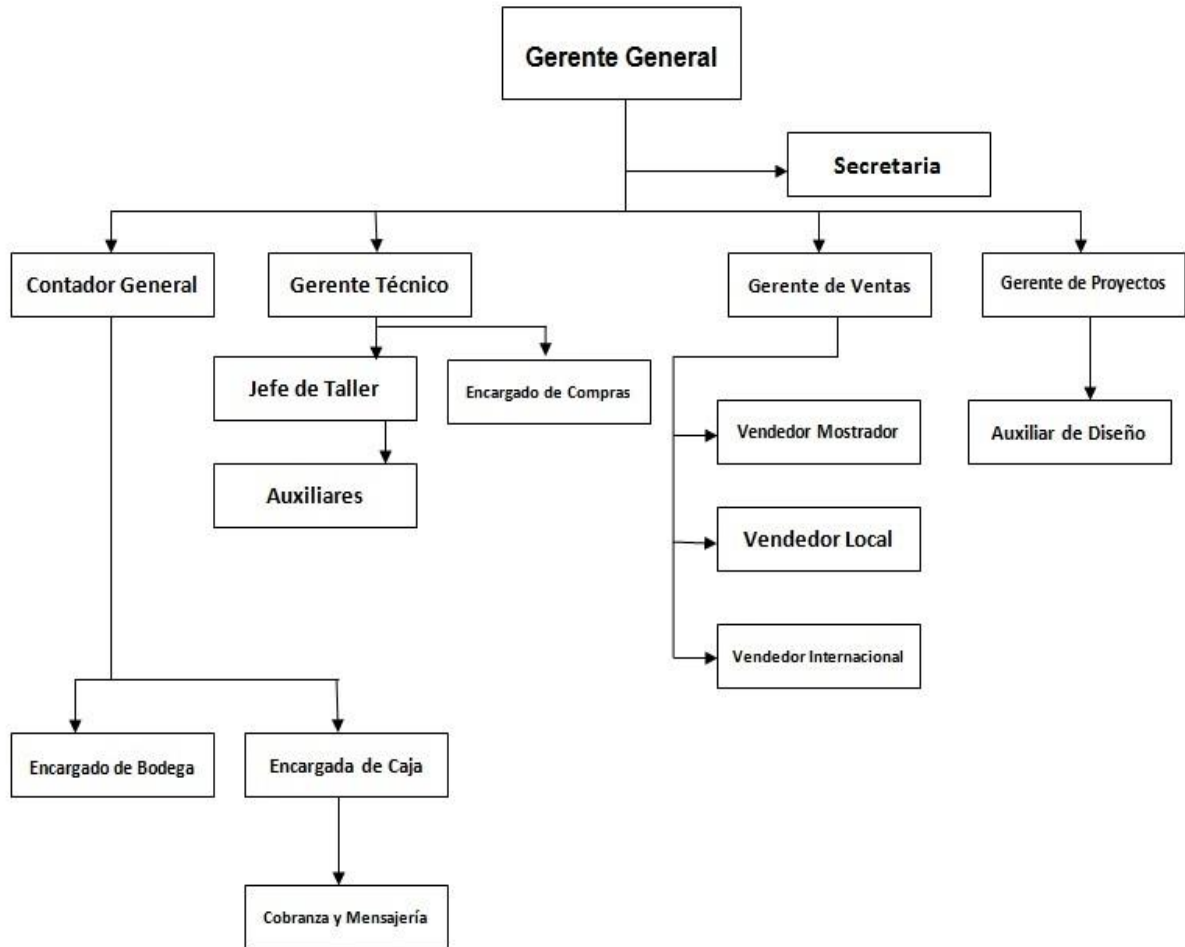 Gerente General
Secretaria
Contador General
Gerente Técnico
Gerente de Ventas
Gerente de Proyectos
Jefe de Taller
Encargado de Compras
Vendedor Mostrador
Auxiliar de Diseño
Auxiliares
Vendedor Local
Vendedor Internacional
Encargado de Bodega
Encargada de Caja
Cobranza y Mensajería